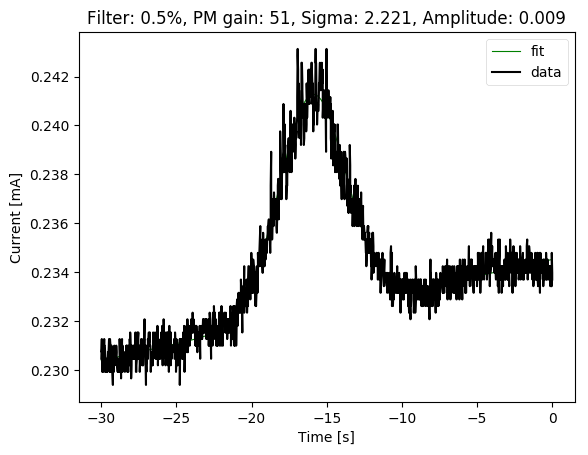 Filter: 0.5%, PM gain: 51, Sigma: 2.221, Amplitude: 0.009
fit
data
0.242
0.240
0.238
0.236
0.234
0.232
0.230
Current [mA]
−30
−25
−20
−15
−10
−5
0
Time [s]